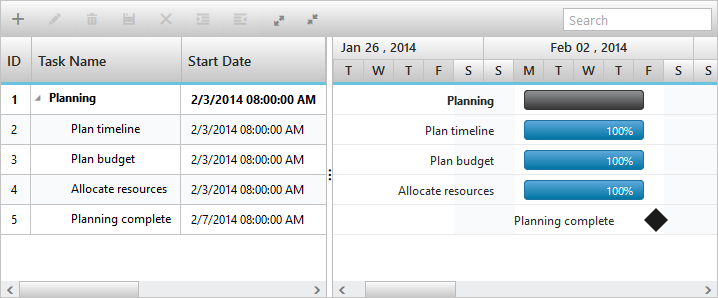 Search
ID Task Name Start Date
Jan 26 , 2014 Feb 02 , 2014
T W T F S S M T W T F S S
1 Planning 2/3/2014 08:00:00 AM
Planning
2 Plan timeline 2/3/2014 08:00:00 AM
Plan timeline 100%
3 Plan budget 2/3/2014 08:00:00 AM
Plan budget 100%
4 Allocate resources 2/3/2014 08:00:00 AM
Allocate resources 100%
5 Planning complete 2/7/2014 08:00:00 AM
Planning complete